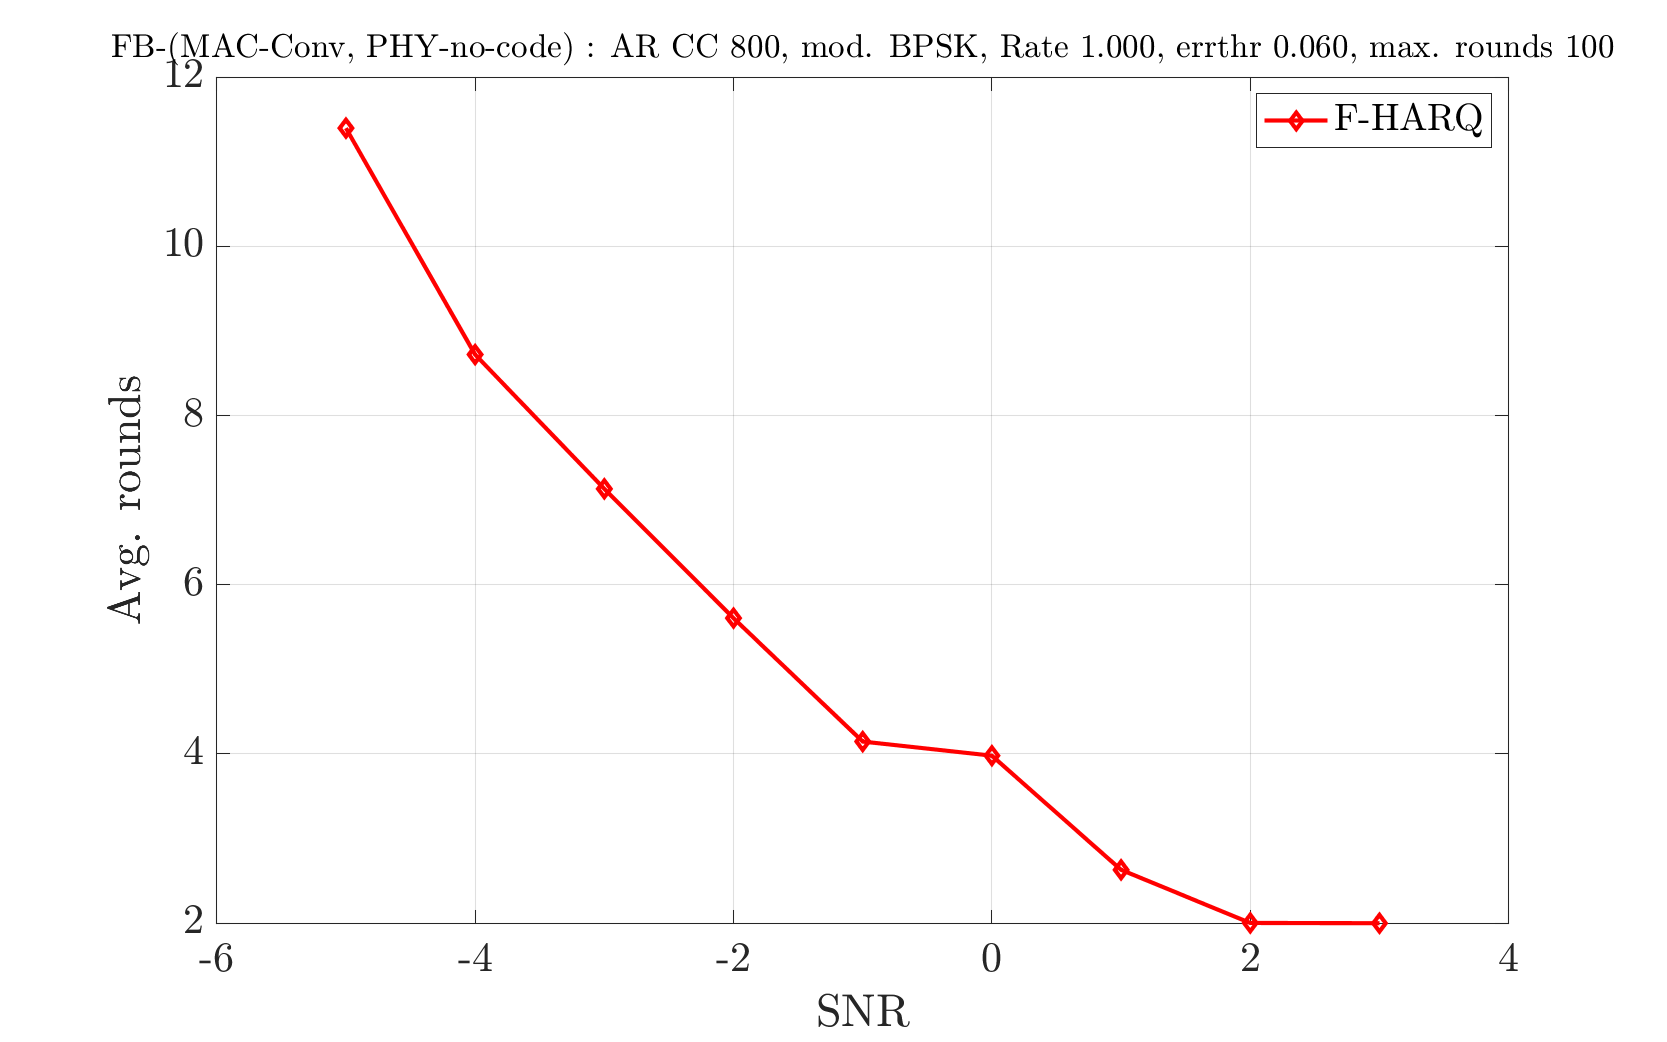 FB-(MAC-Conv, PHY-no-code) : AR CC 800, mod. BPSK, Rate 1.000, errthr 0.060, max. rounds 100
F-HARQ
12
10
8
6
4
2
Avg. rounds
-6 -4 -2 0 2 4
SNR